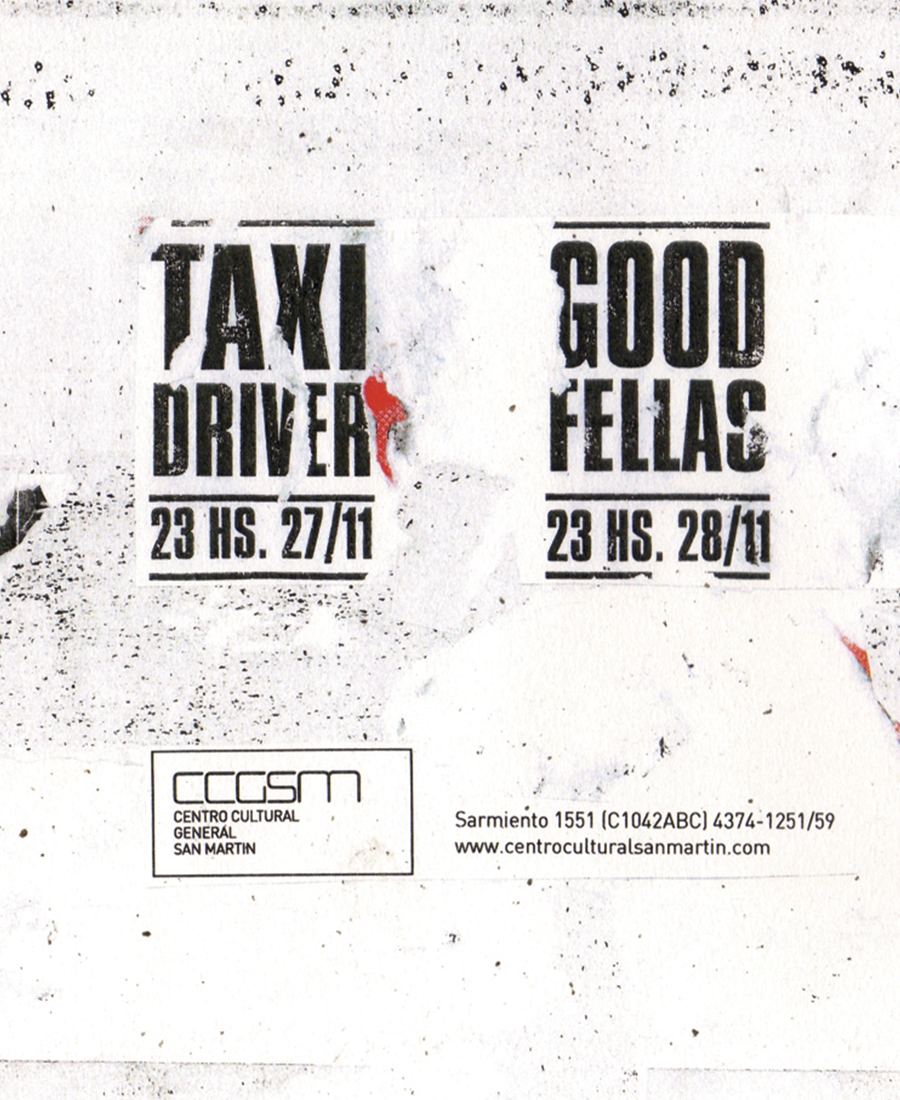 TAXI
DRIVER
23 HS. 27/11
GOOD
FELLAS
23 HS. 28/11
CCGSM
CENTRO CULTURAL
GENERAL
SAN MARTIN
Sarmiento 1551 (C1042ABC) 4374-1251/59
www.centroculturalsanmartin.com